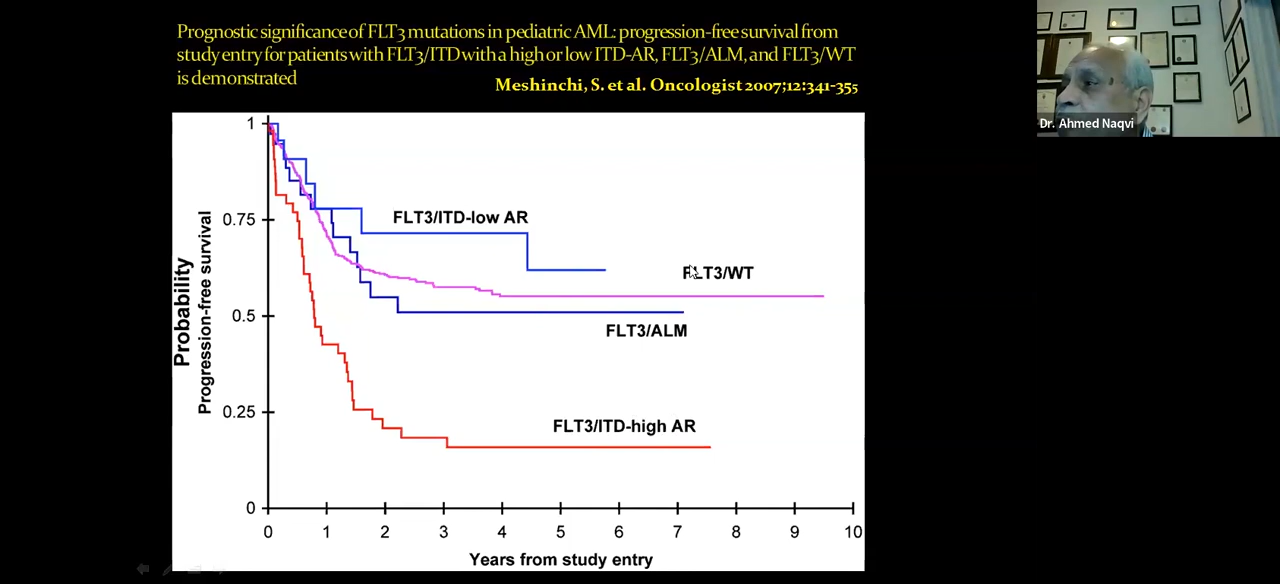 Prognostic significance of FLT3 mutations in pediatric AML: progression-free survival from
study entry for patients with FLT3/ITD with a high or low ITD-AR, FLT3/ALM, and FLT3/WT
is demonstrated
Meshinchi, S. et al. Oncologist 2007;12:341-355
Dr. Ahmed Naqvi
Probability
Progression-free survival
1
0.75
0.5
0.25
0
FLT3/ITD-low AR
FLT3/WT
FLT3/ALM
FLT3/ITD-high AR
0 1 2 3 4 5 6 7 8 9 10
Years from study entry